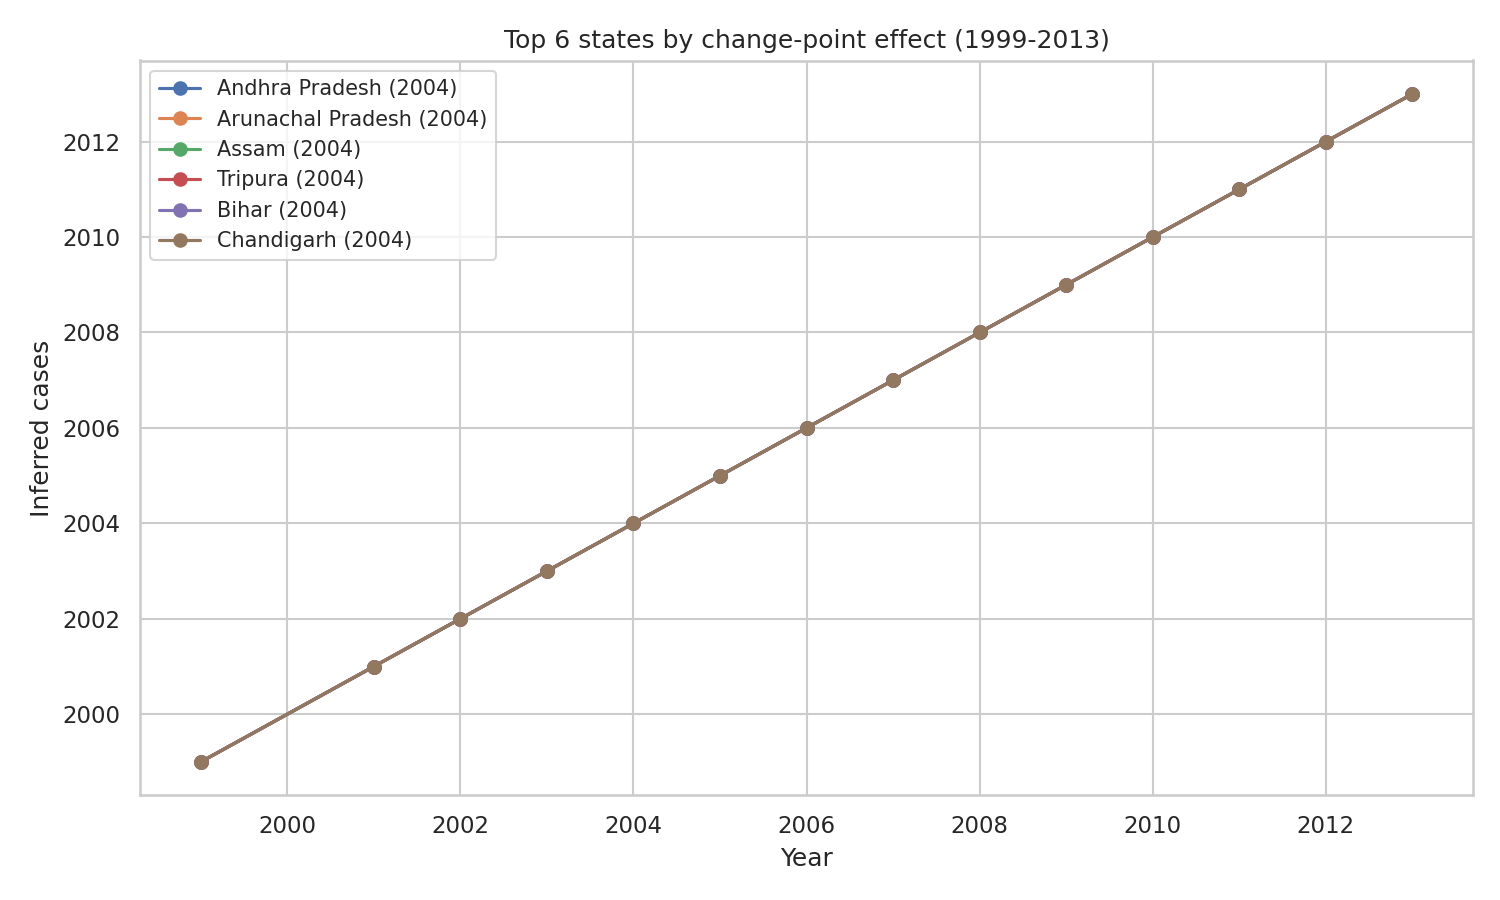 Top 6 states by change-point effect (1999-2013)
Andhra Pradesh (2004)
Arunachal Pradesh (2004)
Assam (2004)
Tripura (2004)
Bihar (2004)
Chandigarh (2004)
Inferred cases
2012
2010
2008
2006
2004
2002
2000
2000 2002 2004 2006 2008 2010 2012
Year